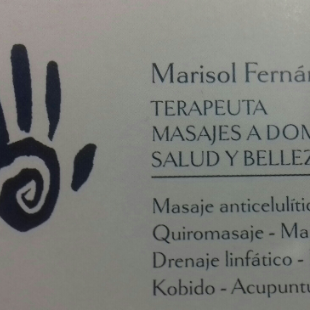 Marisol Fernán
TERAPEUTA
MASAJES A DOM
SALUD Y BELLEZ
Masaje anticelulític
Quiromasaje - Ma
Drenaje linfático -
Kobido - Acupuntu